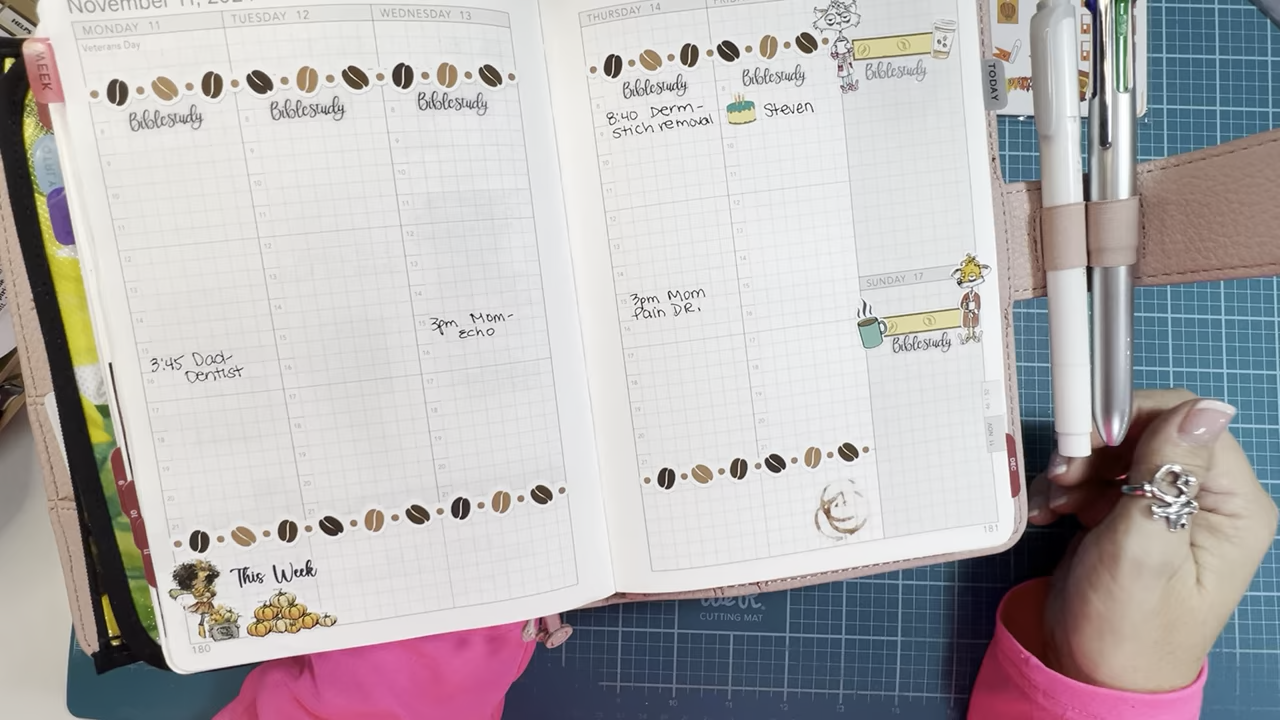 November 11, 202
MONDAY 11
TUESDAY 12
WEDNESDAY 13
Veterans Day
WEEK
Biblestudy
Biblestudy
Biblestudy
3:45 Dad-
Dentist
3pm Mom-
Echo
This Week
180
THURSDAY 14
Biblestudy
Biblestudy
Biblestudy
8:40 Derm-
stich removal
Steven
3pm Mom
Pain DR.
SUNDAY 17
Biblestudy
181
TODAY
DEC
CUTTING MAT